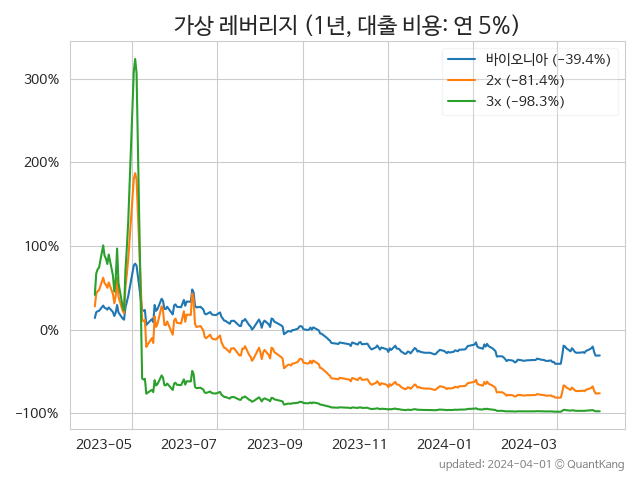 가상 레버리지 (1년, 대출 비용: 연 5%)
바이오니아 (−39.4%)
2x (−81.4%)
3x (−98.3%)
300%
200%
100%
0%
−100%
2023−05 2023−07 2023−09 2023−11 2024−01 2024−03
updated: 2024-04-01 © QuantKang